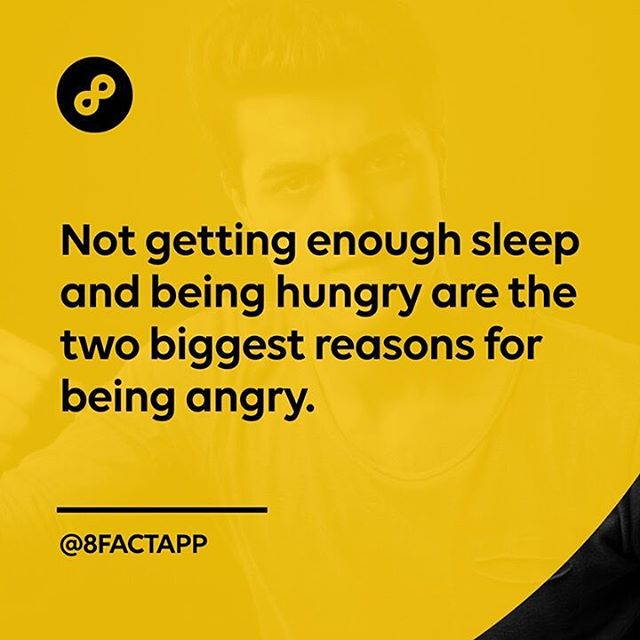 Not getting enough sleep
and being hungry are the
two biggest reasons for
being angry.
@8FACTAPP